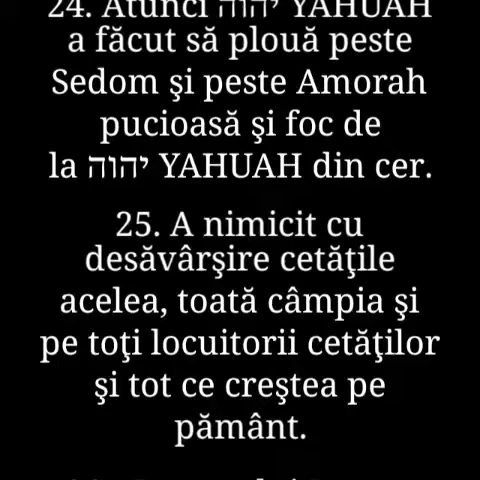 24. Atunci יהוה YAHUAH
a făcut să plouă peste
Sedom şi peste Amorah
pucioasă şi foc de
la יהוה YAHUAH din cer.
25. A nimicit cu
desăvârşire cetăţile
acelea, toată câmpia şi
pe toţi locuitorii cetăţilor
şi tot ce creştea pe
pământ.